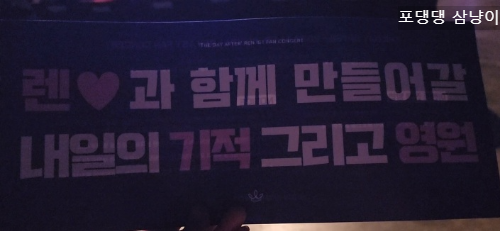 포댕댕 삼냥이
렌♥과 함께 만들어갈
내일의 기적 그리고 영원